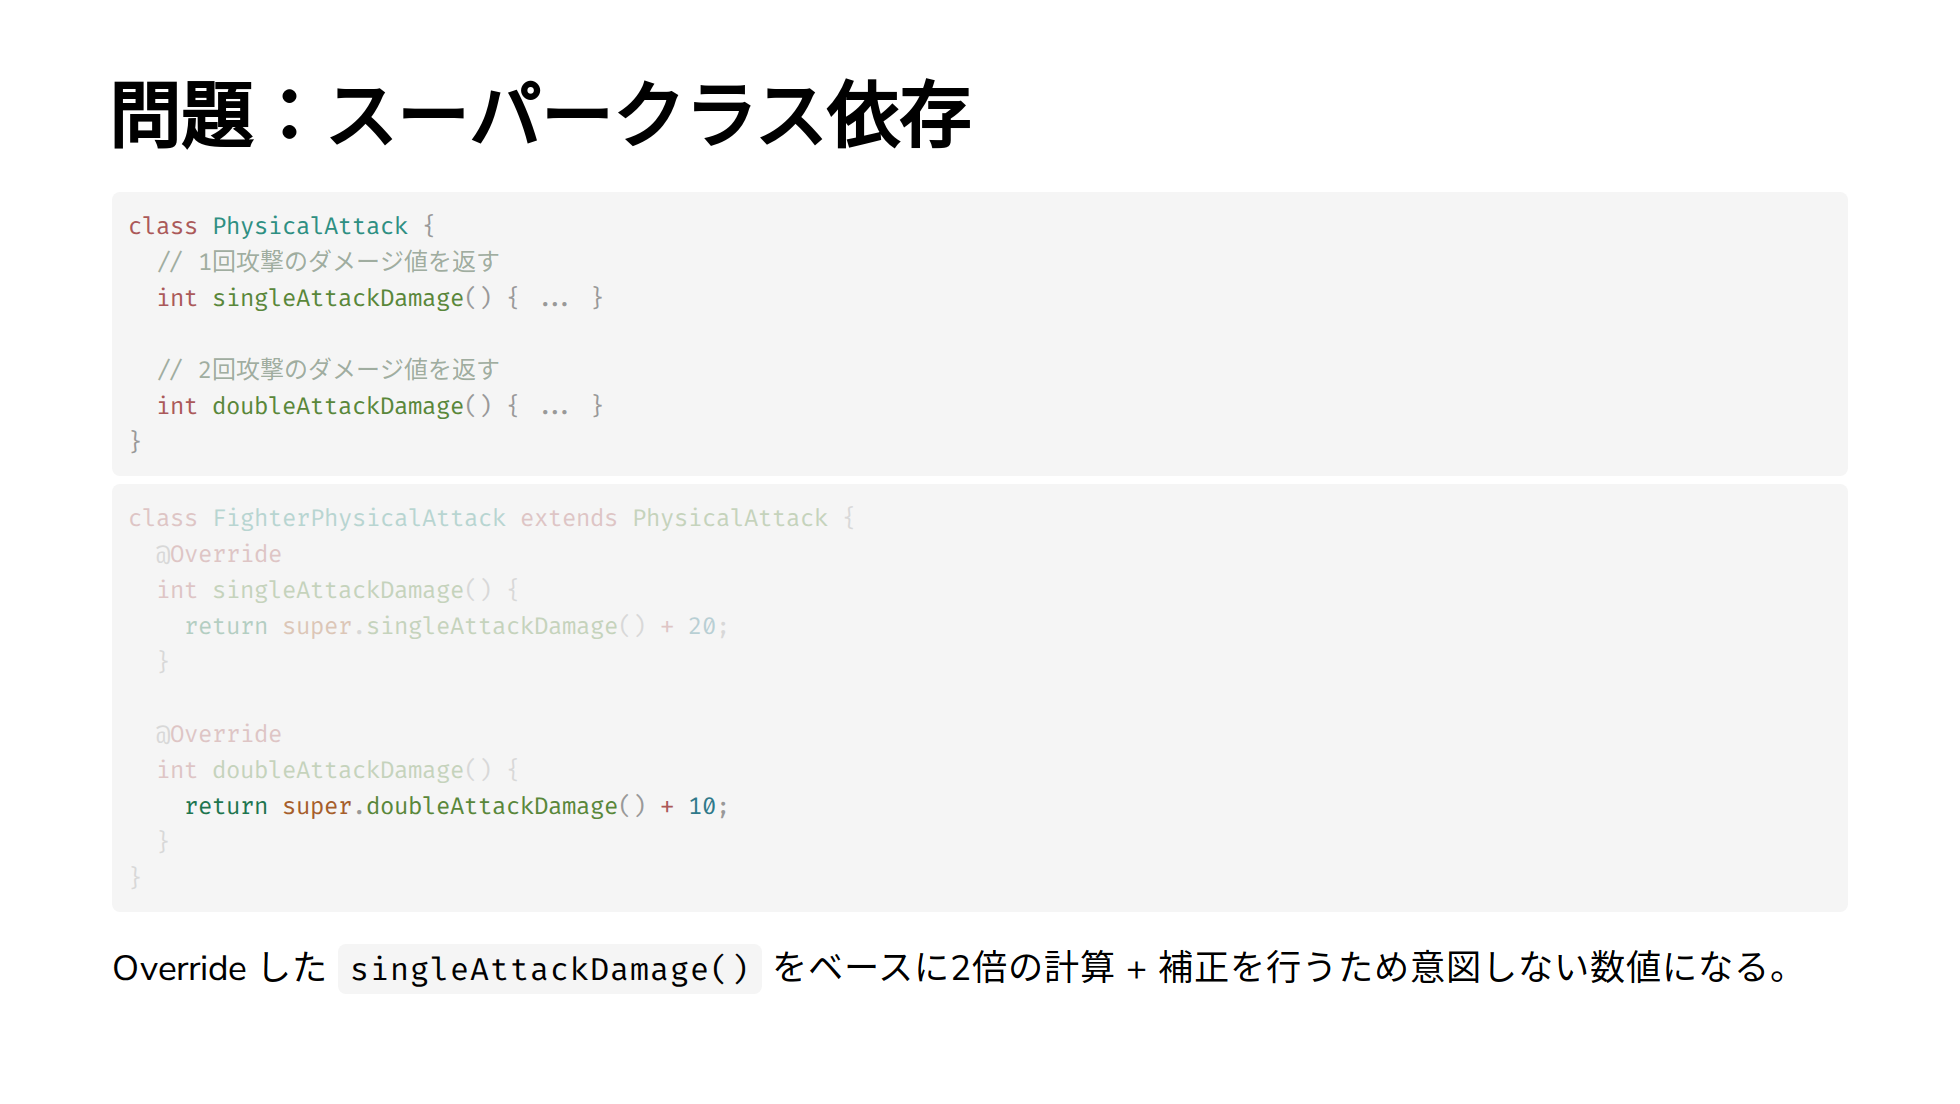 問題：スーパークラス依存
class PhysicalAttack {
  // 1回攻撃のダメージ値を返す
  int singleAttackDamage() { ... }
  // 2回攻撃のダメージ値を返す
  int doubleAttackDamage() { ... }
}
class FighterPhysicalAttack extends PhysicalAttack {
  @Override
  int singleAttackDamage() {
    return super.singleAttackDamage() + 20;
  }
  @Override
  int doubleAttackDamage() {
    return super.doubleAttackDamage() + 10;
  }
}
Override した singleAttackDamage() をベースに2倍の計算 + 補正を行うため意図しない数値になる。